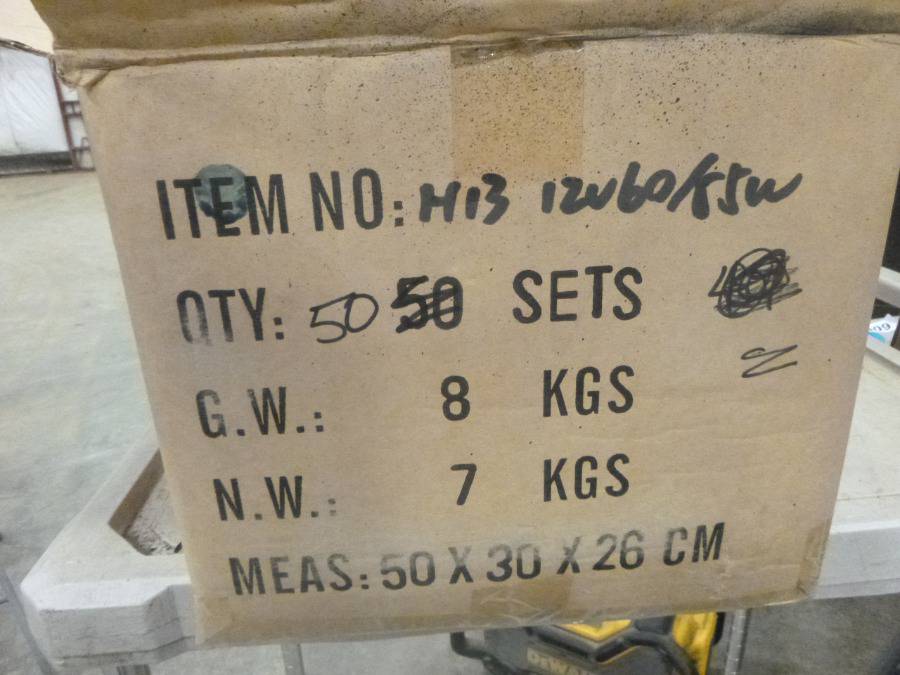 ITEM NO: H13 12V60/55W
QTY: 50 50 SETS
G.W.: 8 KGS
N.W.: 7 KGS
MEAS: 50 X 30 X 26 CM
DEWALT